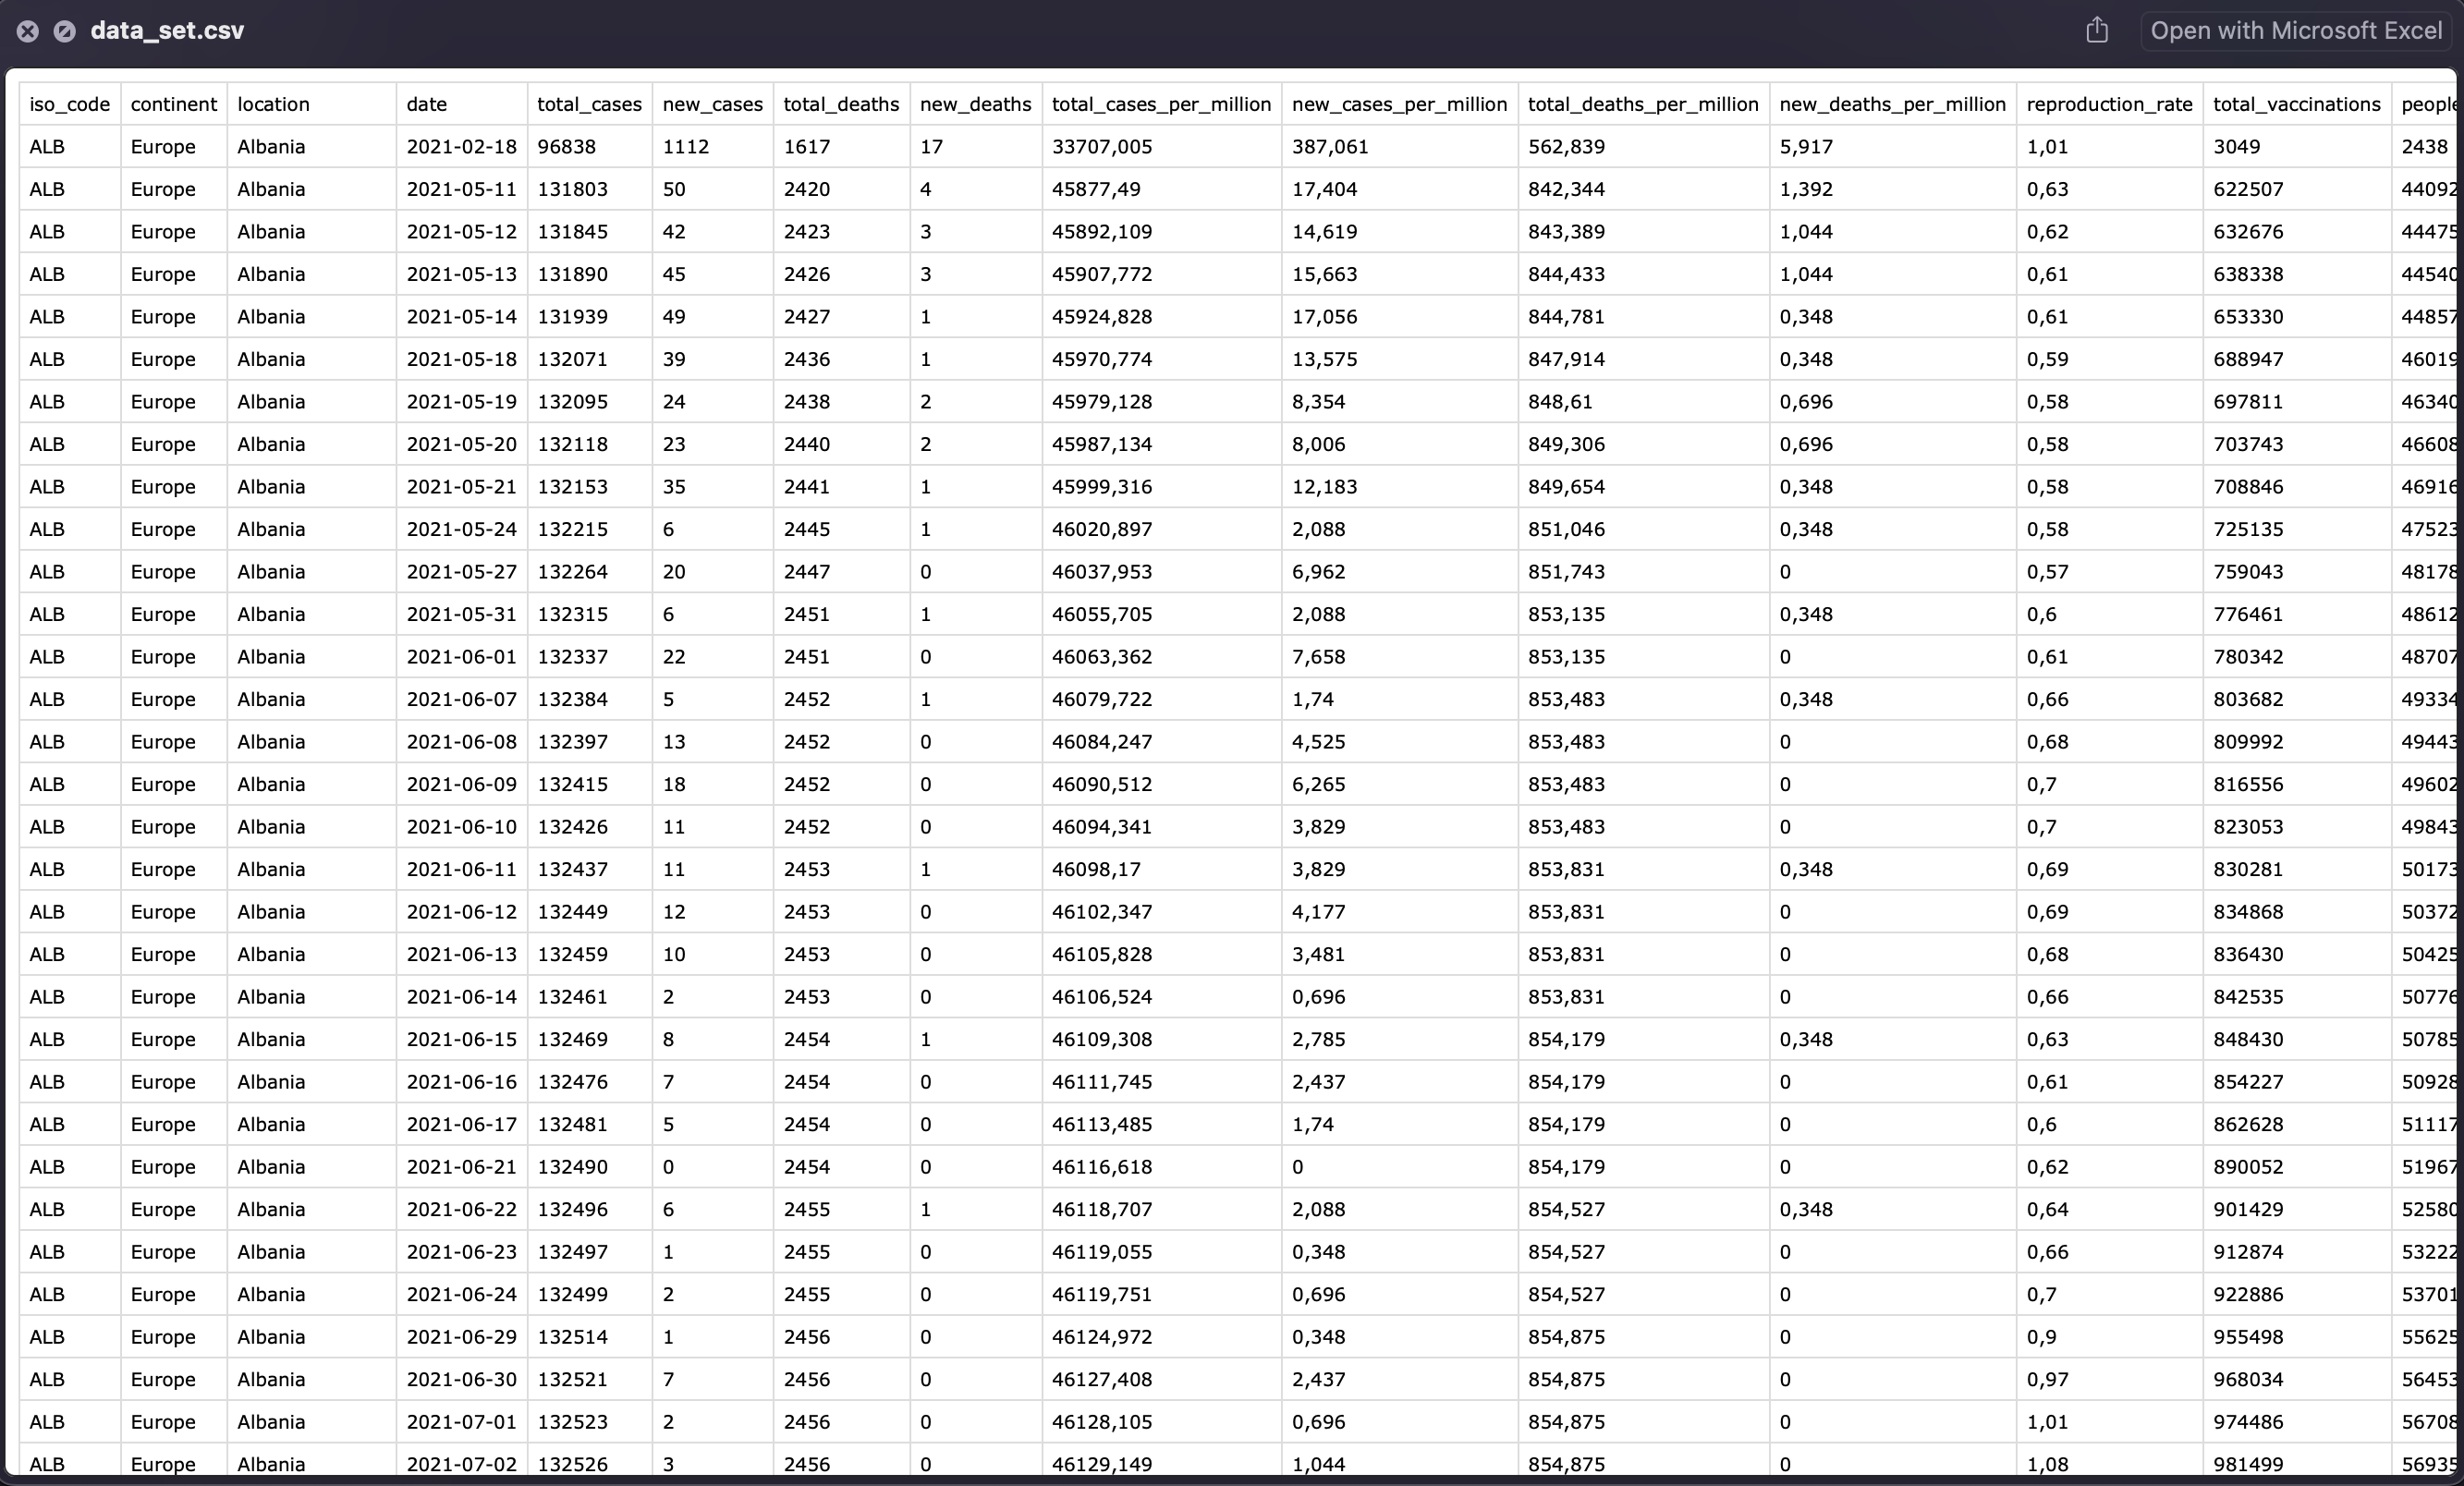 data_set.csv Open with Microsoft Excel
iso_code continent location date total_cases new_cases total_deaths new_deaths total_cases_per_million new_cases_per_million total_deaths_per_million new_deaths_per_million reproduction_rate total_vaccinations people
ALB Europe Albania 2021-02-18 96838 1112 1617 17 33707,005 387,061 562,839 5,917 1,01 3049 2438
ALB Europe Albania 2021-05-11 131803 50 2420 4 45877,49 17,404 842,344 1,392 0,63 622507 44092
ALB Europe Albania 2021-05-12 131845 42 2423 3 45892,109 14,619 843,389 1,044 0,62 632676 44475
ALB Europe Albania 2021-05-13 131890 45 2426 3 45907,772 15,663 844,433 1,044 0,61 638338 44540
ALB Europe Albania 2021-05-14 131939 49 2427 1 45924,828 17,056 844,781 0,348 0,61 653330 44857
ALB Europe Albania 2021-05-18 132071 39 2436 1 45970,774 13,575 847,914 0,348 0,59 688947 46019
ALB Europe Albania 2021-05-19 132095 24 2438 2 45979,128 8,354 848,61 0,696 0,58 697811 46340
ALB Europe Albania 2021-05-20 132118 23 2440 2 45987,134 8,006 849,306 0,696 0,58 703743 46608
ALB Europe Albania 2021-05-21 132153 35 2441 1 45999,316 12,183 849,654 0,348 0,58 708846 46916
ALB Europe Albania 2021-05-24 132215 6 2445 1 46020,897 2,088 851,046 0,348 0,58 725135 47523
ALB Europe Albania 2021-05-27 132264 20 2447 0 46037,953 6,962 851,743 0 0,57 759043 48178
ALB Europe Albania 2021-05-31 132315 6 2451 1 46055,705 2,088 853,135 0,348 0,6 776461 48612
ALB Europe Albania 2021-06-01 132337 22 2451 0 46063,362 7,658 853,135 0 0,61 780342 48707
ALB Europe Albania 2021-06-07 132384 5 2452 1 46079,722 1,74 853,483 0,348 0,66 803682 49334
ALB Europe Albania 2021-06-08 132397 13 2452 0 46084,247 4,525 853,483 0 0,68 809992 49443
ALB Europe Albania 2021-06-09 132415 18 2452 0 46090,512 6,265 853,483 0 0,7 816556 49602
ALB Europe Albania 2021-06-10 132426 11 2452 0 46094,341 3,829 853,483 0 0,7 823053 49843
ALB Europe Albania 2021-06-11 132437 11 2453 1 46098,17 3,829 853,831 0,348 0,69 830281 50173
ALB Europe Albania 2021-06-12 132449 12 2453 0 46102,347 4,177 853,831 0 0,69 834868 50372
ALB Europe Albania 2021-06-13 132459 10 2453 0 46105,828 3,481 853,831 0 0,68 836430 50425
ALB Europe Albania 2021-06-14 132461 2 2453 0 46106,524 0,696 853,831 0 0,66 842535 50776
ALB Europe Albania 2021-06-15 132469 8 2454 1 46109,308 2,785 854,179 0,348 0,63 848430 50785
ALB Europe Albania 2021-06-16 132476 7 2454 0 46111,745 2,437 854,179 0 0,61 854227 50928
ALB Europe Albania 2021-06-17 132481 5 2454 0 46113,485 1,74 854,179 0 0,6 862628 51117
ALB Europe Albania 2021-06-21 132490 0 2454 0 46116,618 0 854,179 0 0,62 890052 51967
ALB Europe Albania 2021-06-22 132496 6 2455 1 46118,707 2,088 854,527 0,348 0,64 901429 52580
ALB Europe Albania 2021-06-23 132497 1 2455 0 46119,055 0,348 854,527 0 0,66 912874 53222
ALB Europe Albania 2021-06-24 132499 2 2455 0 46119,751 0,696 854,527 0 0,7 922886 53701
ALB Europe Albania 2021-06-29 132514 1 2456 0 46124,972 0,348 854,875 0 0,9 955498 55625
ALB Europe Albania 2021-06-30 132521 7 2456 0 46127,408 2,437 854,875 0 0,97 968034 56453
ALB Europe Albania 2021-07-01 132523 2 2456 0 46128,105 0,696 854,875 0 1,01 974486 56708
ALB Europe Albania 2021-07-02 132526 3 2456 0 46129,149 1,044 854,875 0 1,08 981499 56935